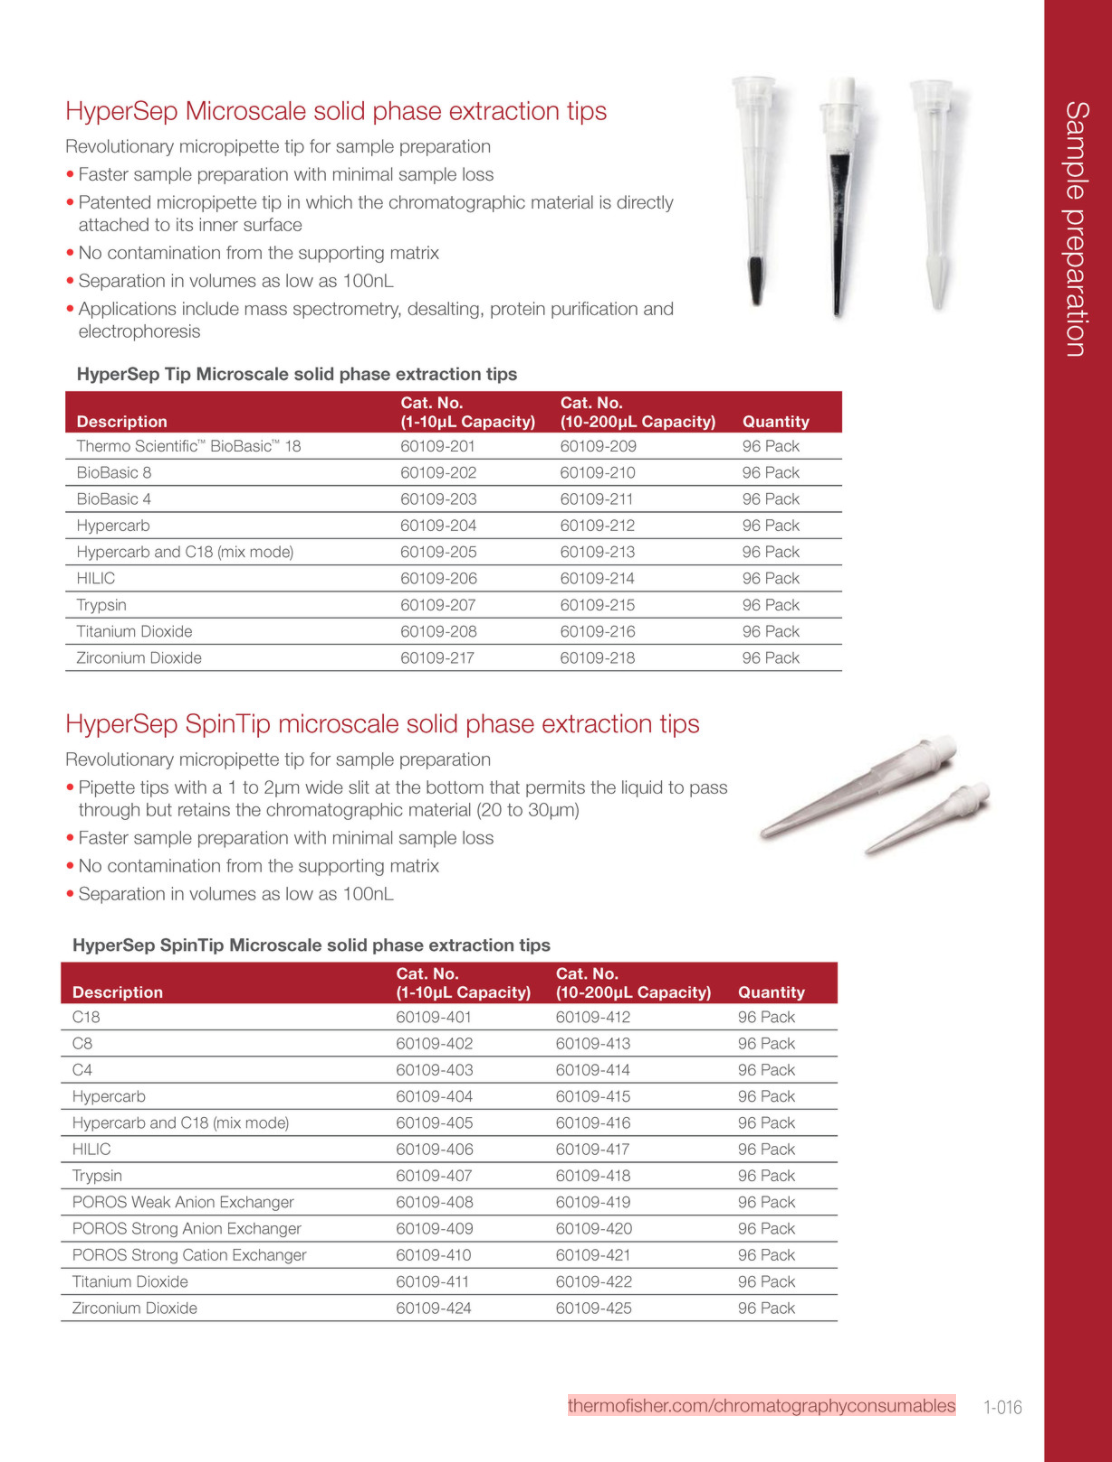 Sample preparation
HyperSep Microscale solid phase extraction tips
Revolutionary micropipette tip for sample preparation
• Faster sample preparation with minimal sample loss
• Patented micropipette tip in which the chromatographic material is directly
attached to its inner surface
• No contamination from the supporting matrix
• Separation in volumes as low as 100nL
• Applications include mass spectrometry, desalting, protein purification and
electrophoresis
HyperSep Tip Microscale solid phase extraction tips
Cat. No. Cat. No.
Description (1-10µL Capacity) (10-200µL Capacity) Quantity
Thermo Scientific™ BioBasic™ 18 60109-201 60109-209 96 Pack
BioBasic 8 60109-202 60109-210 96 Pack
BioBasic 4 60109-203 60109-211 96 Pack
Hypercarb 60109-204 60109-212 96 Pack
Hypercarb and C18 (mix mode) 60109-205 60109-213 96 Pack
HILIC 60109-206 60109-214 96 Pack
Trypsin 60109-207 60109-215 96 Pack
Titanium Dioxide 60109-208 60109-216 96 Pack
Zirconium Dioxide 60109-217 60109-218 96 Pack
HyperSep SpinTip microscale solid phase extraction tips
Revolutionary micropipette tip for sample preparation
• Pipette tips with a 1 to 2µm wide slit at the bottom that permits the liquid to pass
through but retains the chromatographic material (20 to 30µm)
• Faster sample preparation with minimal sample loss
• No contamination from the supporting matrix
• Separation in volumes as low as 100nL
HyperSep SpinTip Microscale solid phase extraction tips
Cat. No. Cat. No.
Description (1-10µL Capacity) (10-200µL Capacity) Quantity
C18 60109-401 60109-412 96 Pack
C8 60109-402 60109-413 96 Pack
C4 60109-403 60109-414 96 Pack
Hypercarb 60109-404 60109-415 96 Pack
Hypercarb and C18 (mix mode) 60109-405 60109-416 96 Pack
HILIC 60109-406 60109-417 96 Pack
Trypsin 60109-407 60109-418 96 Pack
POROS Weak Anion Exchanger 60109-408 60109-419 96 Pack
POROS Strong Anion Exchanger 60109-409 60109-420 96 Pack
POROS Strong Cation Exchanger 60109-410 60109-421 96 Pack
Titanium Dioxide 60109-411 60109-422 96 Pack
Zirconium Dioxide 60109-424 60109-425 96 Pack
thermofisher.com/chromatographyconsumables 1-016